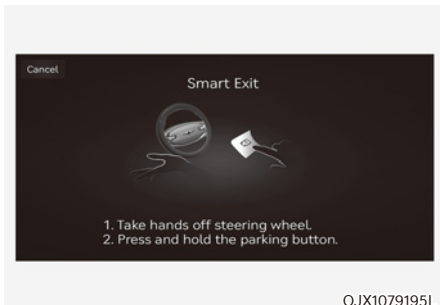 Cancel
Smart Exit
1. Take hands off steering wheel.
2. Press and hold the parking button.
OJX1079195L